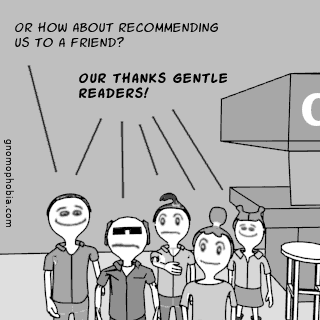 OR HOW ABOUT RECOMMENDING
US TO A FRIEND?
OUR THANKS GENTLE
READERS!
gnomophobia.com